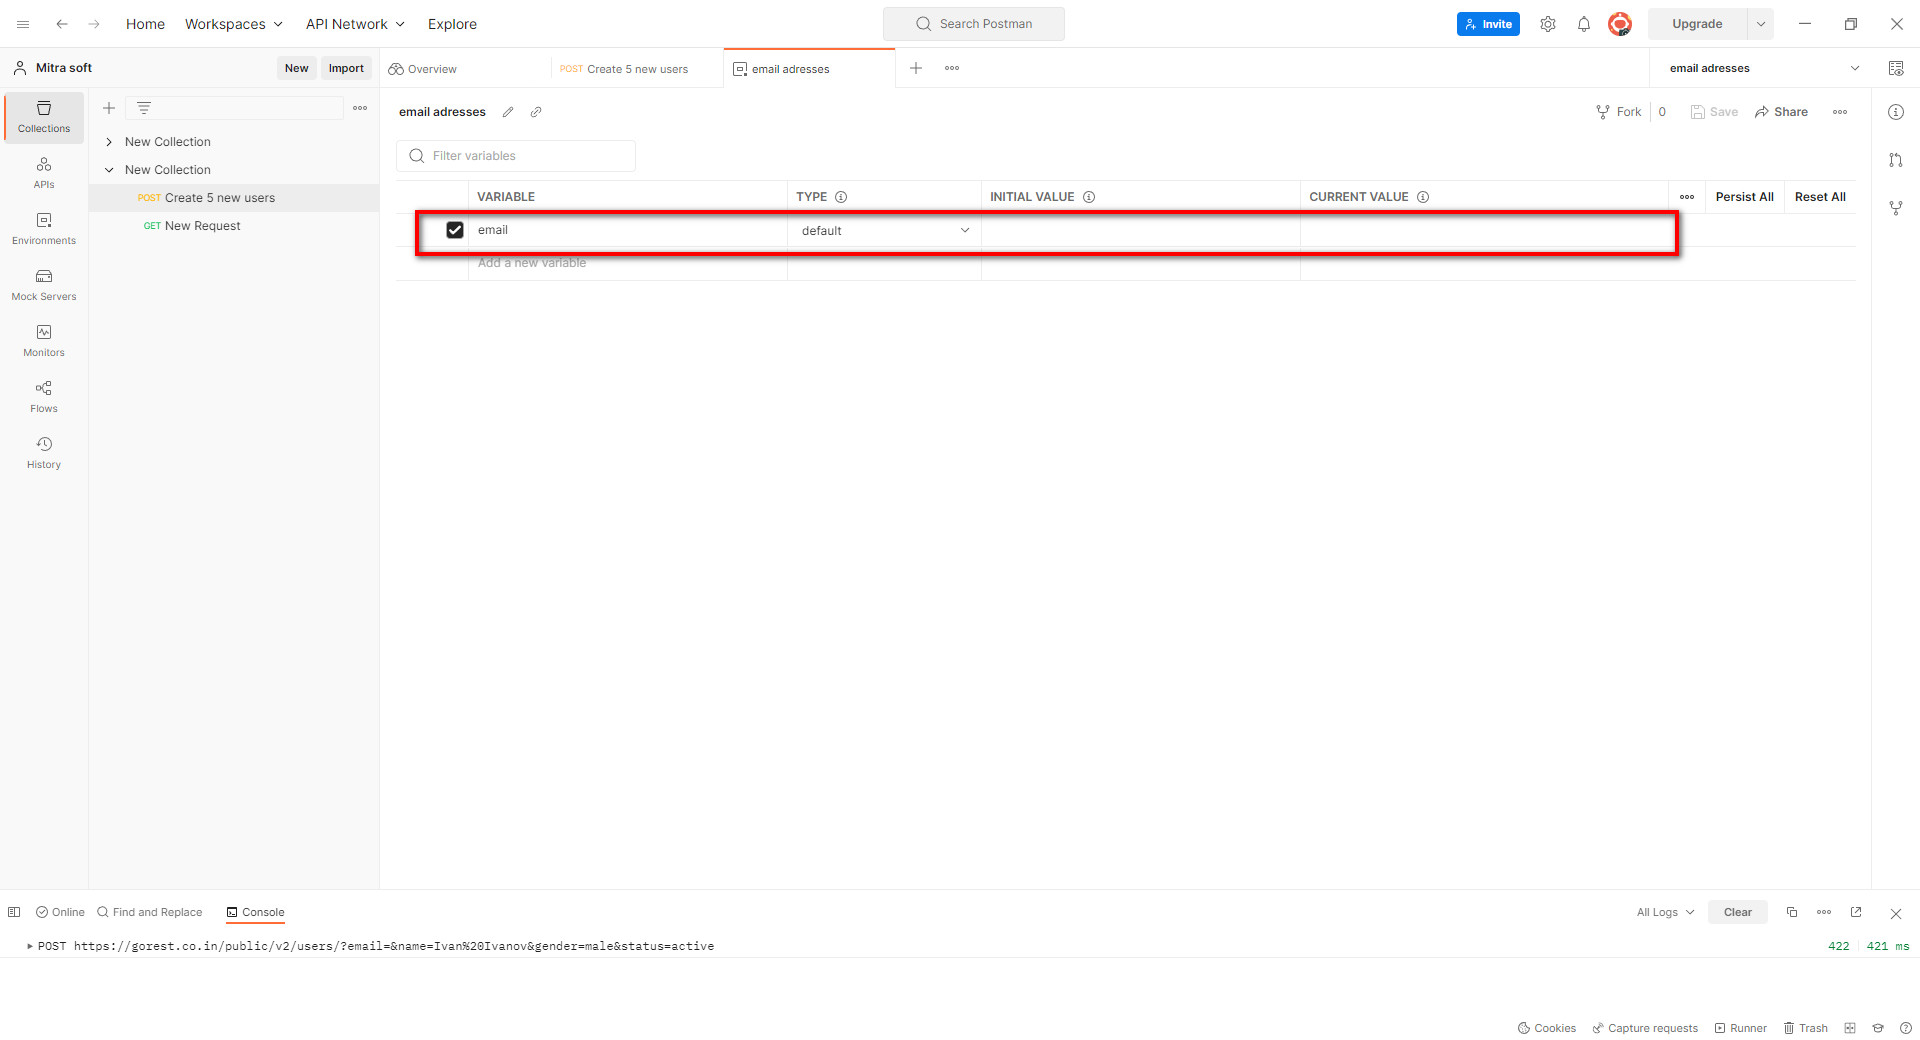 Home Workspaces API Network Explore Search Postman Invite Upgrade
Mitra soft New Import Overview POST Create 5 new users email adresses email adresses
Collections
APIs
Environments
Mock Servers
Monitors
Flows
History
New Collection
New Collection
POST Create 5 new users
GET New Request
email adresses Fork 0 Save Share
Filter variables
VARIABLE TYPE INITIAL VALUE CURRENT VALUE Persist All Reset All
email default
Add a new variable
Online Find and Replace Console All Logs Clear
POST https://gorest.co.in/public/v2/users/?email=&name=Ivan%20Ivanov&gender=male&status=active 422 421 ms
Cookies Capture requests Runner Trash